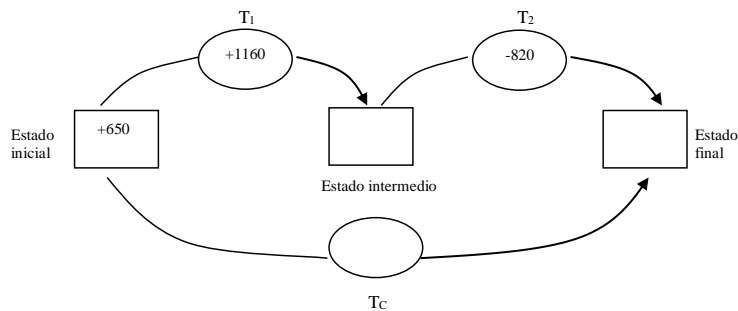 T1
T2
+1160
-820
Estado
inicial
+650
Estado
final
Estado intermedio
TC